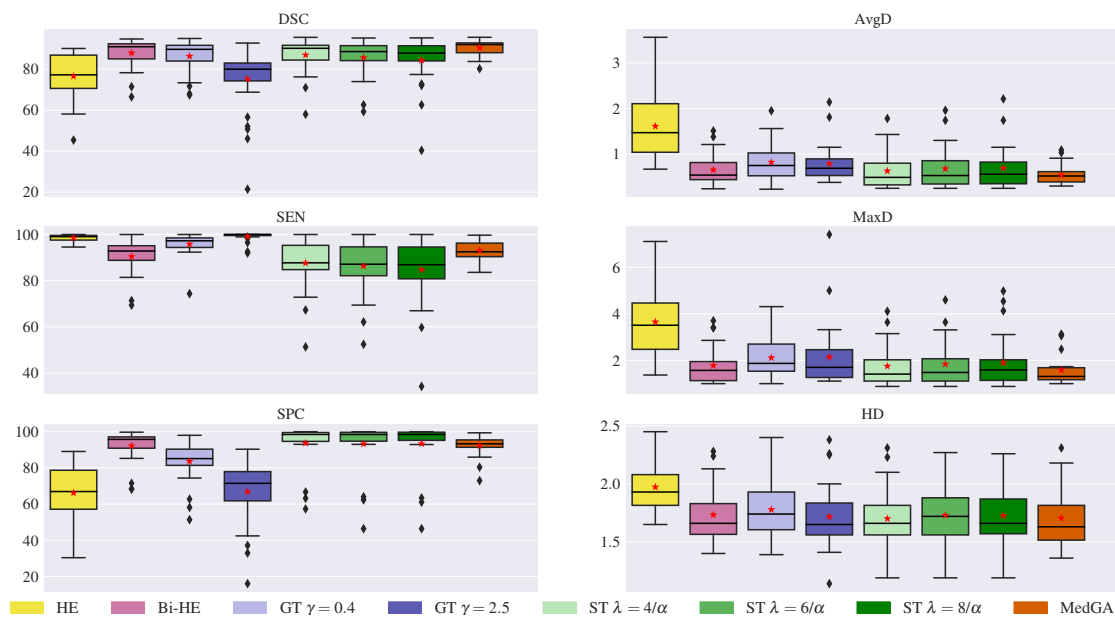 DSC
80
60
40
20
AvgD
3
2
1
SEN
100
80
60
40
MaxD
6
4
2
SPC
100
80
60
40
20
HD
2.5
2.0
1.5
HE
Bi-HE
GT γ = 0.4
GT γ = 2.5
ST λ = 4/α
ST λ = 6/α
ST λ = 8/α
MedGA